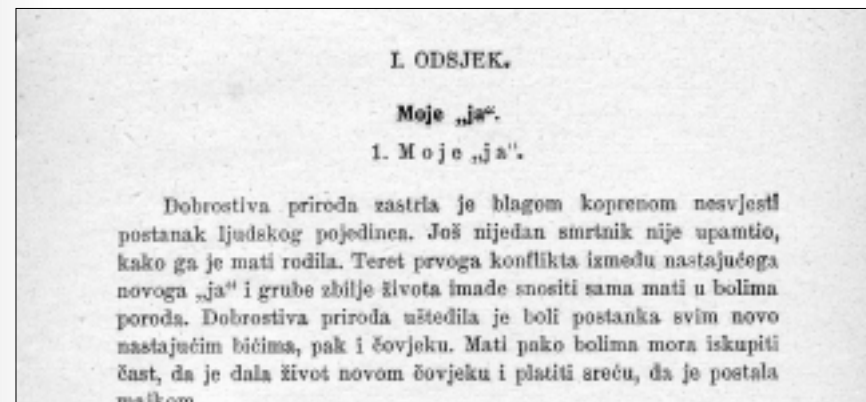 I. ODSJEK.
Moje „ja“.
1. Moje „ja".
Dobrostiva priroda zastrla je blagom koprenom nesvjesti
postanak ljudskog pojedinca. Još nijedan smrtnik nije upamtio,
kako ga je mati rodila. Teret prvoga konflikta između nastajućega
novoga „ja“ i grube zbilje života imade snositi sama mati u bolima
poroda. Dobrostiva priroda uštedila je boli postanka svim novo
nastajućim bićima, pak i čovjeku. Mati pako bolima mora iskupiti
čast, da je dala život novom čovjeku i platiti sreću, da je postala
majkom